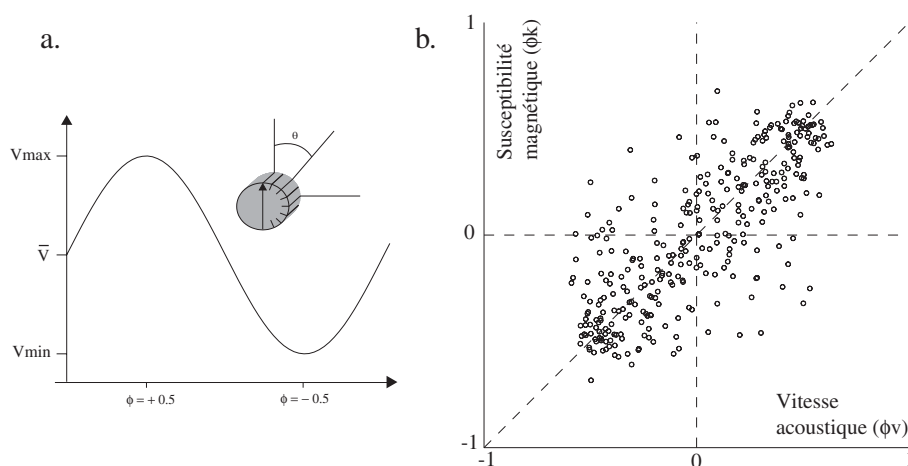 a.
θ
Vmax
V̅
Vmin
ϕ = + 0.5
ϕ = – 0.5
b.
1
Susceptibilité
magnétique (ϕk)
0
Vitesse
acoustique (ϕv)
-1
-1
0